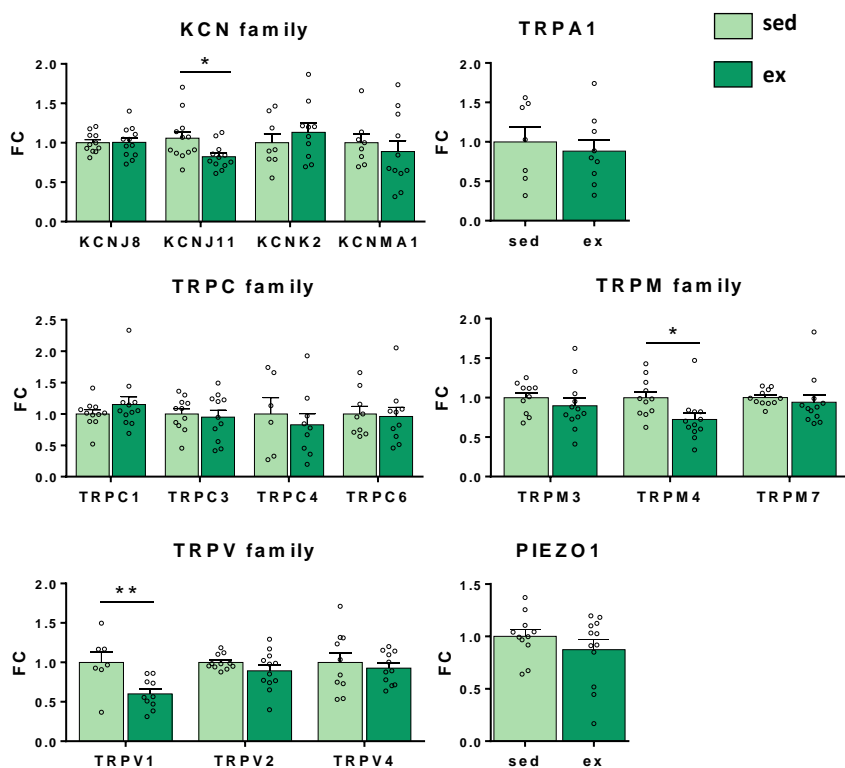 KCN family
TRPA1
sed
ex
FC
2.0
1.5
1.0
0.5
0.0
*
KCNJ8 KCNJ11 KCNK2 KCNMA1
2.0
1.5
1.0
0.5
0.0
sed ex
TRPC family
TRPM family
FC
2.5
2.0
1.5
1.0
0.5
0.0
TRPC1 TRPC3 TRPC4 TRPC6
2.0
1.5
1.0
0.5
0.0
*
TRPM3 TRPM4 TRPM7
TRPV family
PIEZO1
FC
2.0
1.5
1.0
0.5
0.0
**
TRPV1 TRPV2 TRPV4
FC
1.5
1.0
0.5
0.0
sed ex